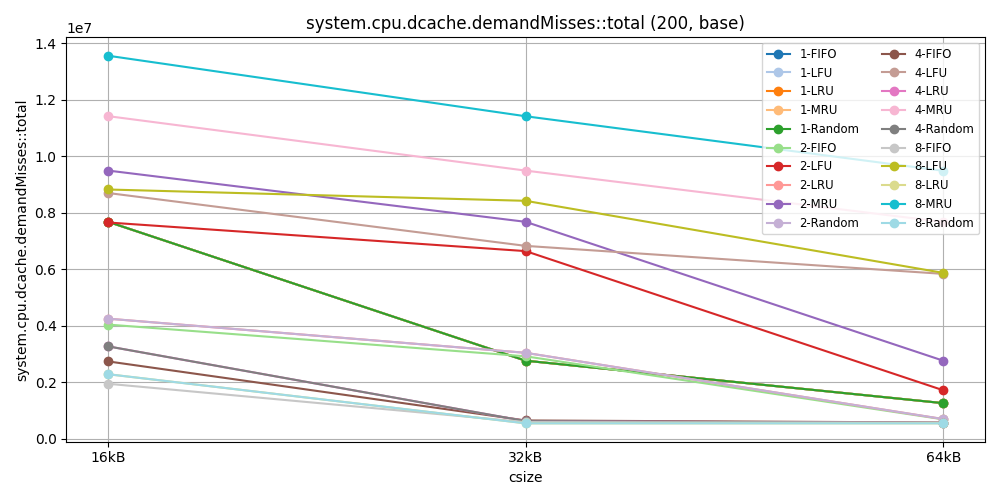 system.cpu.dcache.demandMisses::total (200, base)
1e7
1.4
1.2
1.0
0.8
0.6
0.4
0.2
0.0
system.cpu.dcache.demandMisses::total
16kB
32kB
64kB
csize
1-FIFO
1-LFU
1-LRU
1-MRU
1-Random
2-FIFO
2-LFU
2-LRU
2-MRU
2-Random
4-FIFO
4-LFU
4-LRU
4-MRU
4-Random
8-FIFO
8-LFU
8-LRU
8-MRU
8-Random